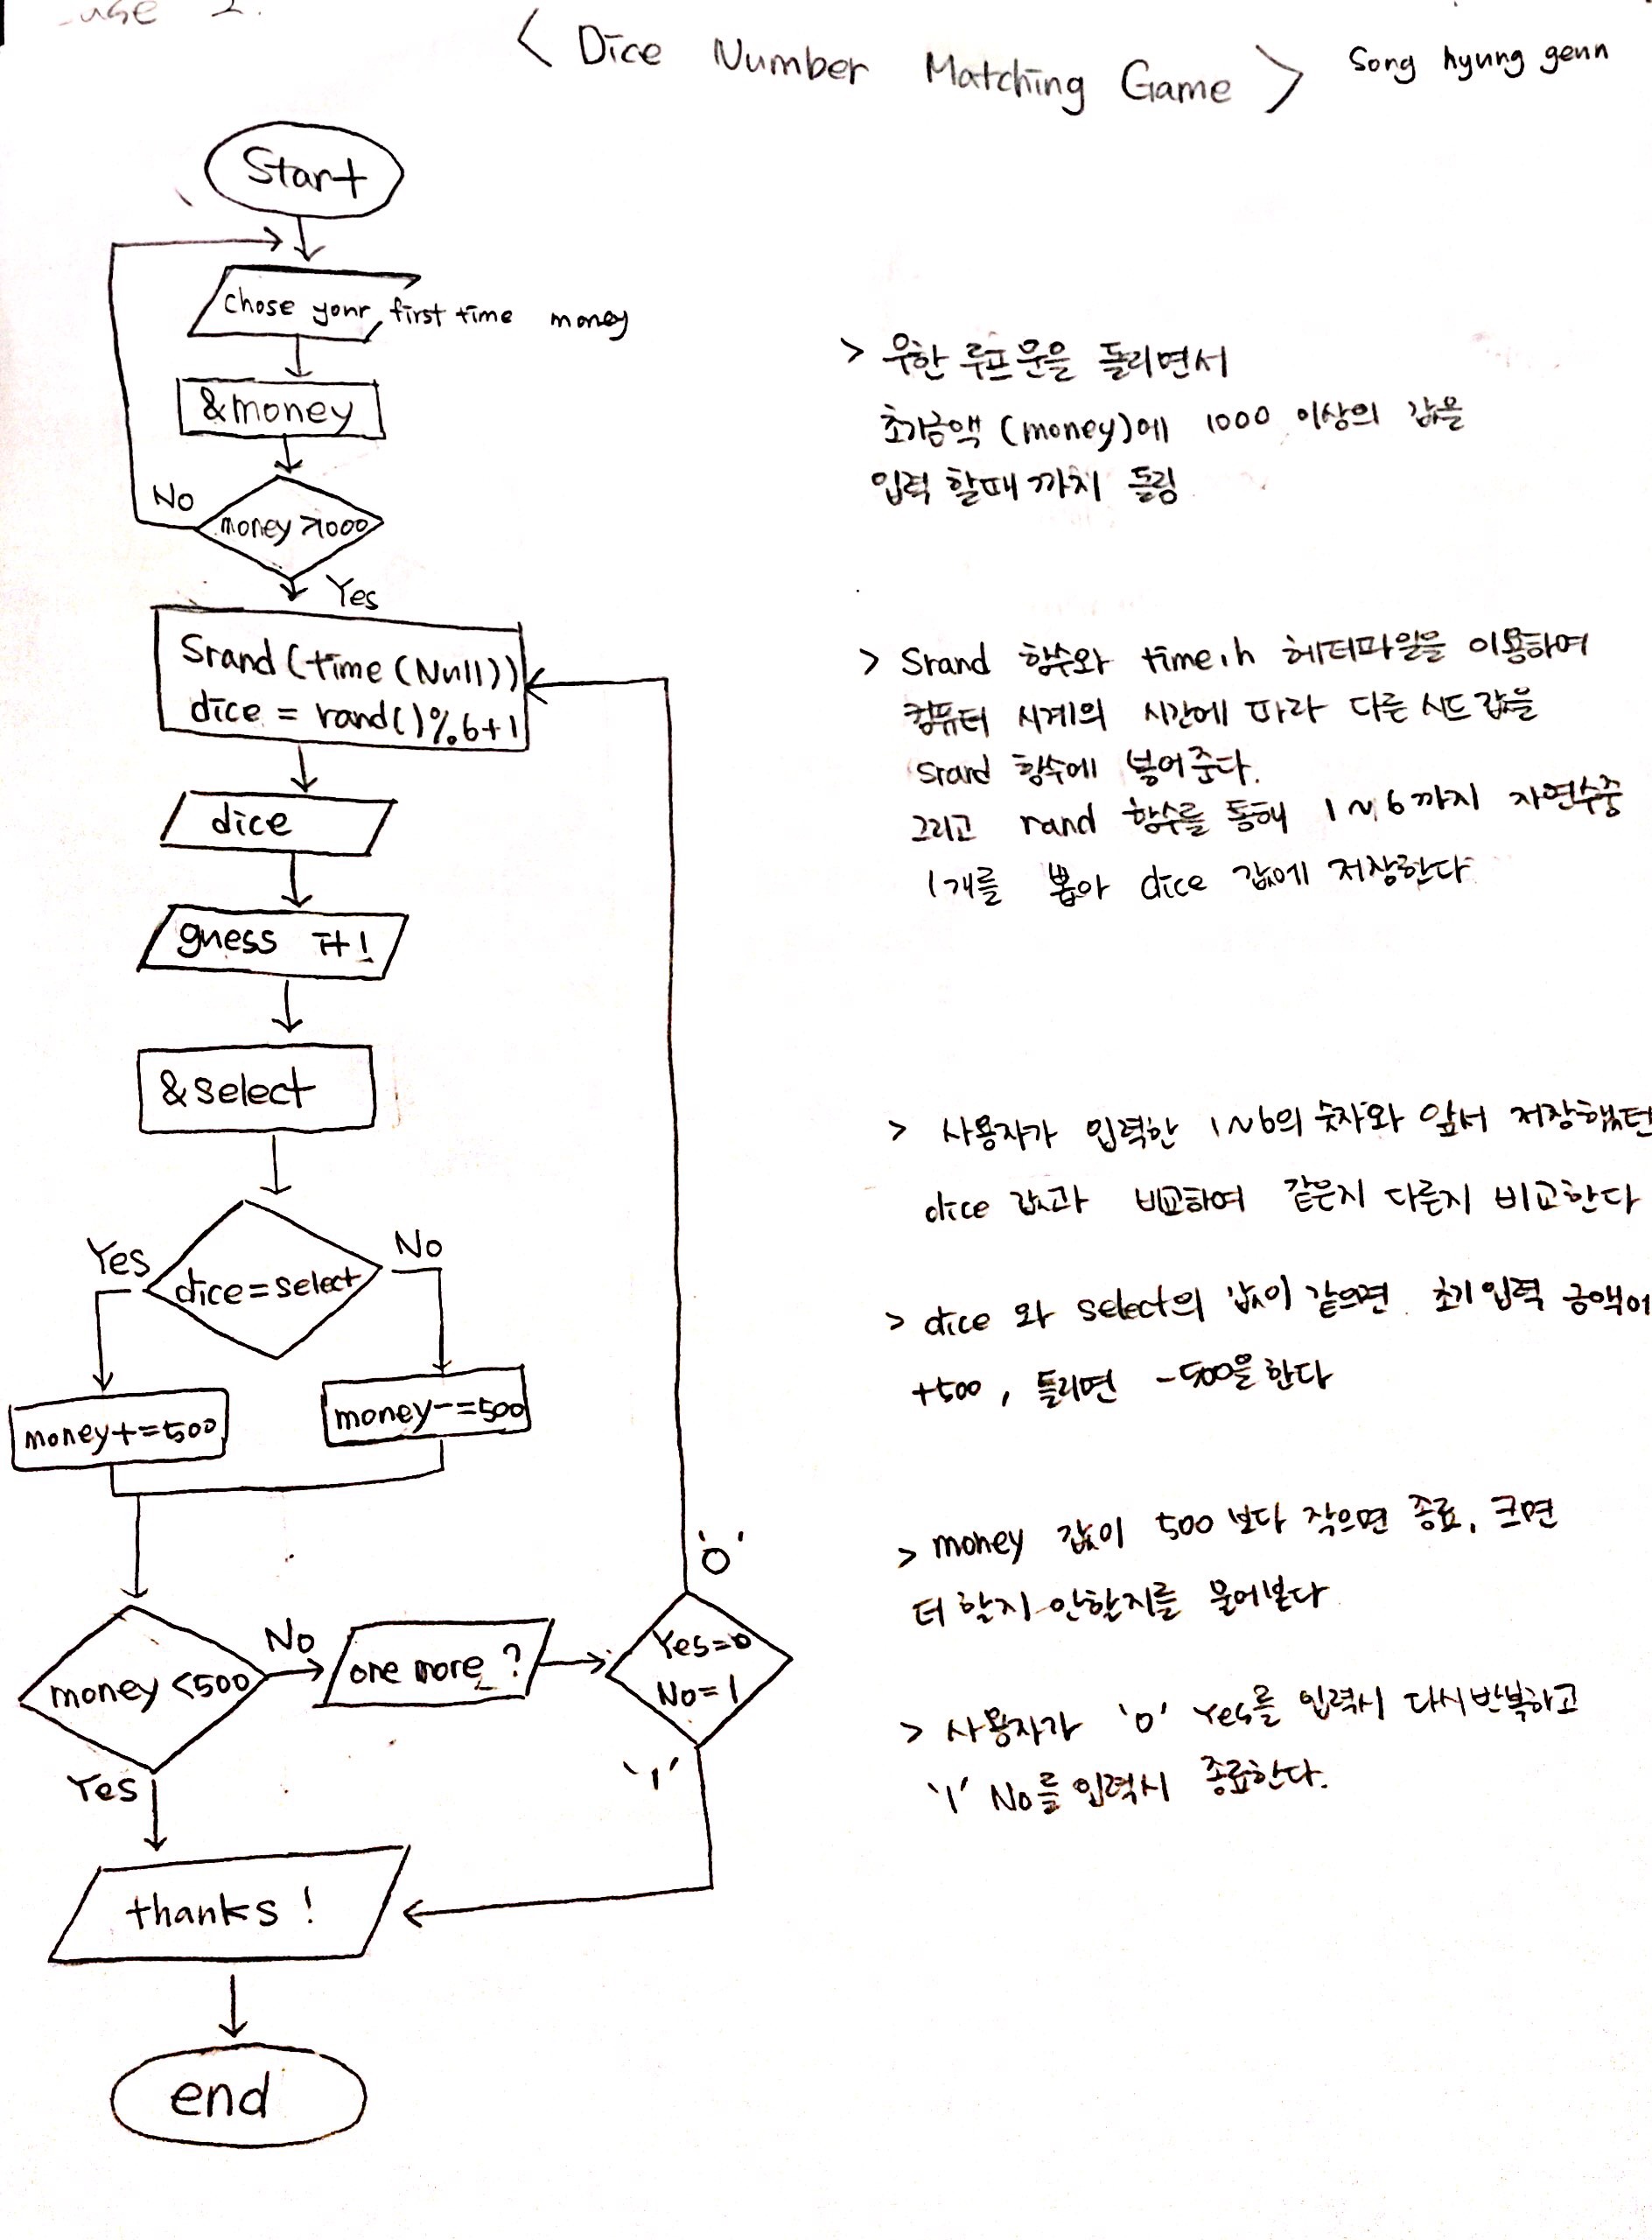 use 2.
< Dice Number Matching Game > Song hyung genn
Start
Chose your first time money
&money
money >1000
No
Yes
Srand(time(Null))
dice = rand()%6+1
dice
guess it!
&select
dice=select
Yes
No
money+=500
money-=500
money <500
No
Yes
one more ?
Yes=0
No=1
'0'
'1'
thanks !
end
> 무한 루프문을 돌리면서
초기금액 (money)에 1000 이상의 값을
입력 할때 까지 돌림
> Srand 함수와 time.h 헤더파일을 이용하여
컴퓨터 시계의 시간에 따라 다른 시드 값을
srand 함수에 넣어준다.
그리고 rand 함수를 통해 1~6까지 자연수중
1개를 뽑아 dice 값에 저장한다
> 사용자가 입력한 1~6의 숫자와 앞서 저장했던
dice 값과 비교하여 같은지 다른지 비교한다
> dice 와 select의 값이 같으면 초기 입력 금액에
+500, 틀리면 -500을 한다
> money 값이 500 보다 작으면 종료, 크면
더 할지 안할지를 물어본다
> 사용자가 '0' Yes를 입력시 다시 반복하고
'1' No를 입력시 종료한다.